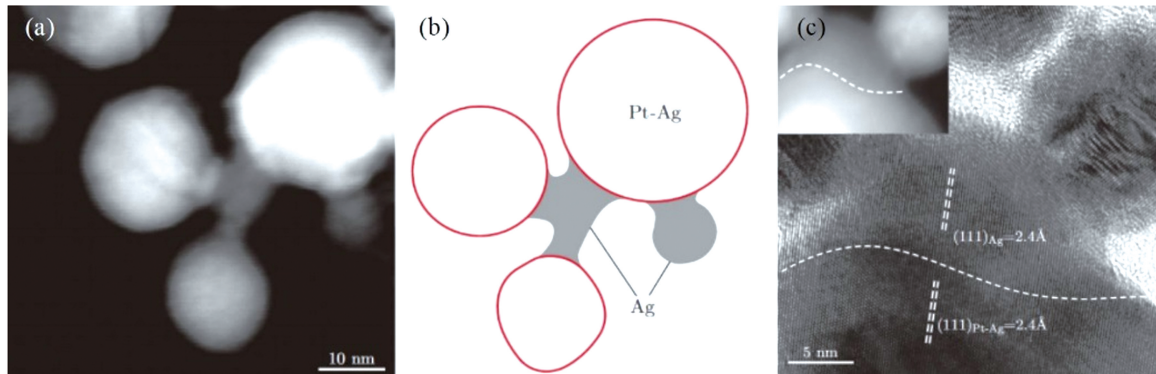 (a)
10 nm
(b)
Pt-Ag
Ag
(c)
(111)Ag=2.4Å
(111)Pt-Ag=2.4Å
5 nm